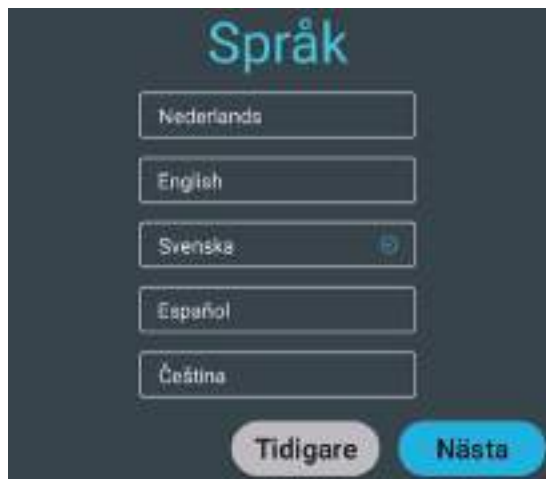 Språk
Nederlands
English
Svenska
Español
Čeština
Tidigare Nästa